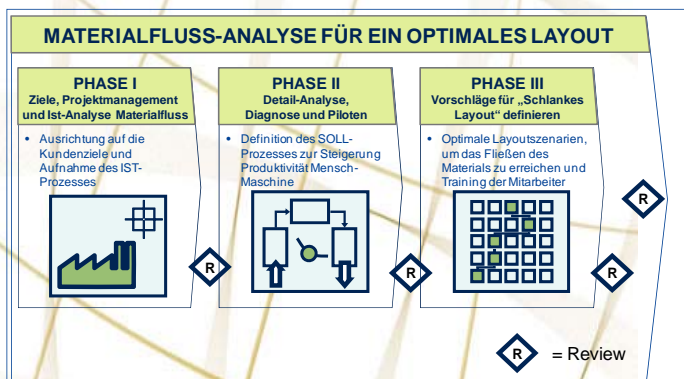 MATERIALFLUSS-ANALYSE FÜR EIN OPTIMALES LAYOUT
PHASE I
Ziele, Projektmanagement
und Ist-Analyse Materialfluss
• Ausrichtung auf die
Kundenziele und
Aufnahme des IST-
Prozesses
R
PHASE II
Detail-Analyse,
Diagnose und Piloten
• Definition des SOLL-
Prozesses zur Steigerung
Produktivität Mensch-
Maschine
R
PHASE III
Vorschläge für „Schlankes
Layout“ definieren
• Optimale Layoutszenarien,
um das Fließen des
Materials zu erreichen und
Training der Mitarbeiter
R
R
R = Review